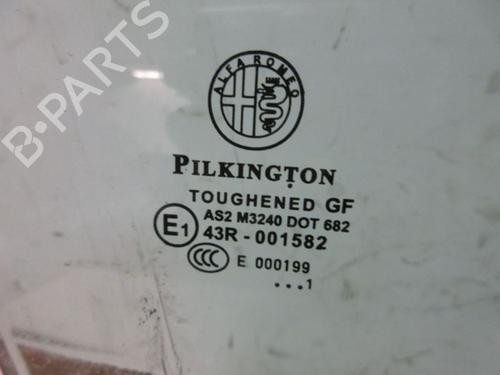 B-PARTS
ALFA ROMEO
PILKINGTON
TOUGHENED GF
AS2 M3240 DOT 682
E1 43R - 001582
CCC E 000199
...1